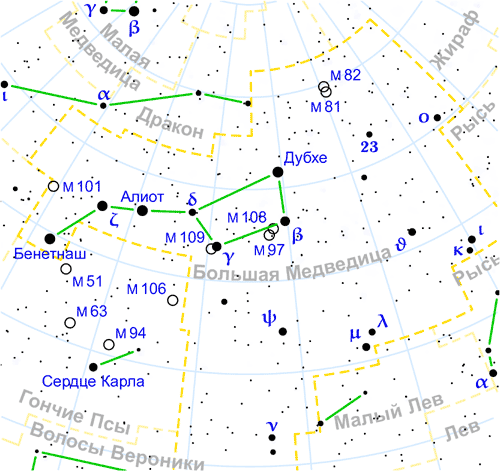 γ
β
Малая
Медведица
Жираф
ι
α
M 82
M 81
Дракон
Рысь
ο
23
Дубхе
M 101
Алиот
δ
ζ
M 108
M 109
M 97
γ
β
ϑ
ι
κ
Бенетнаш
Большая Медведица
Рысь
M 51
M 106
M 63
M 94
ψ
λ
μ
Сердце Карла
α
Гончие Псы
Малый Лев
Лев
ν
Волосы Вероники